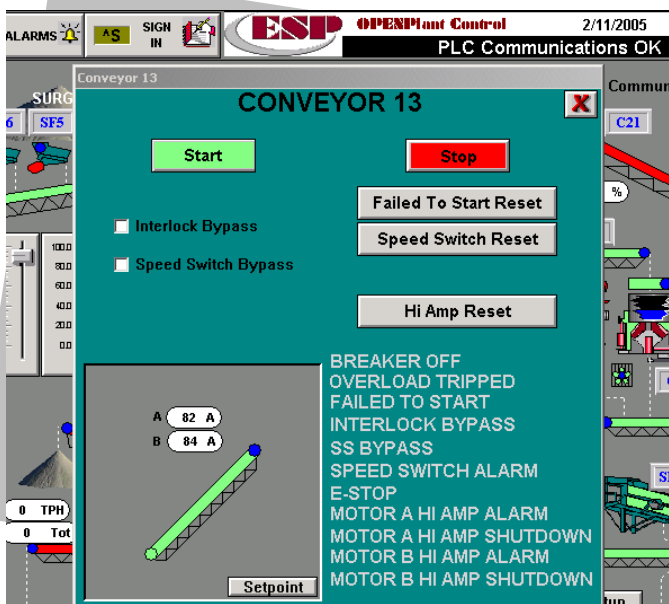 ALARMS
^S
SIGN
IN
ESP
OPENPlant Control
2/11/2005
PLC Communications OK
Conveyor 13
CONVEYOR 13
X
SURG
Commun
6
SF5
C21
Start
Stop
%
Failed To Start Reset
Interlock Bypass
Speed Switch Reset
Speed Switch Bypass
100.0
80.0
60.0
40.0
20.0
0.0
Hi Amp Reset
BREAKER OFF
OVERLOAD TRIPPED
FAILED TO START
INTERLOCK BYPASS
SS BYPASS
SPEED SWITCH ALARM
E-STOP
MOTOR A HI AMP ALARM
MOTOR A HI AMP SHUTDOWN
MOTOR B HI AMP ALARM
MOTOR B HI AMP SHUTDOWN
A 82 A
B 84 A
0 TPH
0 Tot
Setpoint